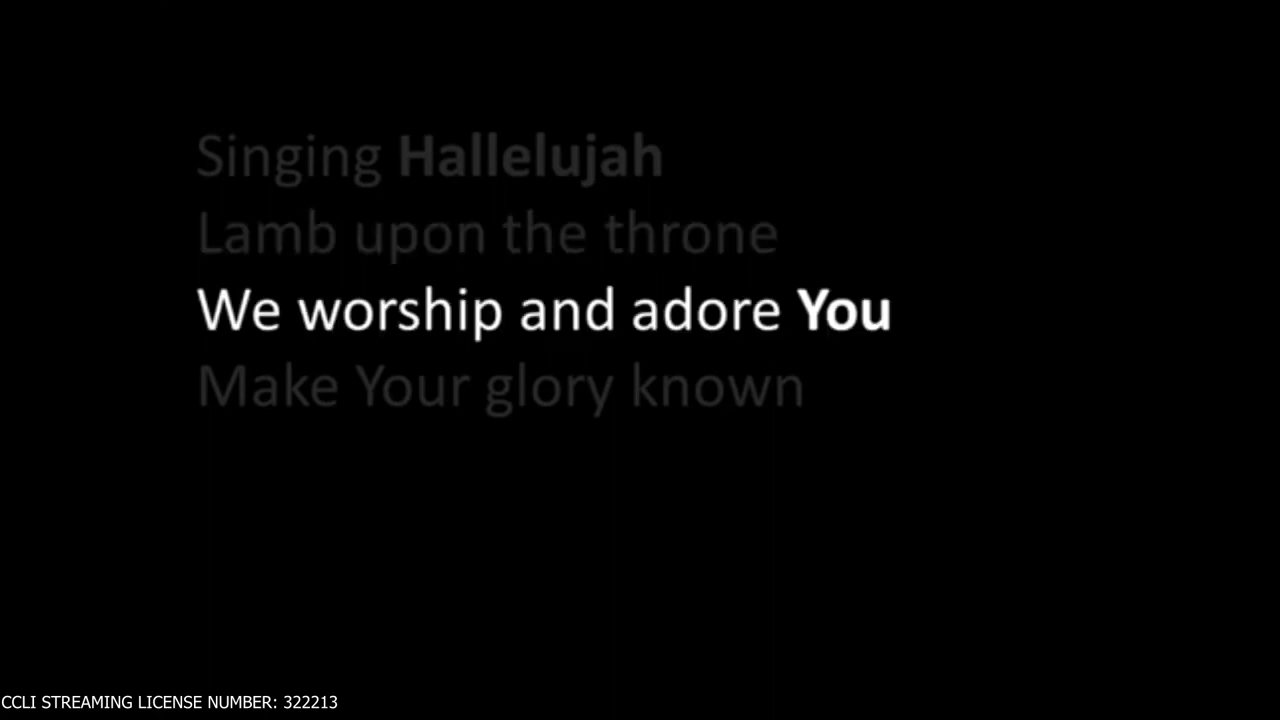 Singing Hallelujah
Lamb upon the throne
We worship and adore You
Make Your glory known
CCLI STREAMING LICENSE NUMBER: 322213